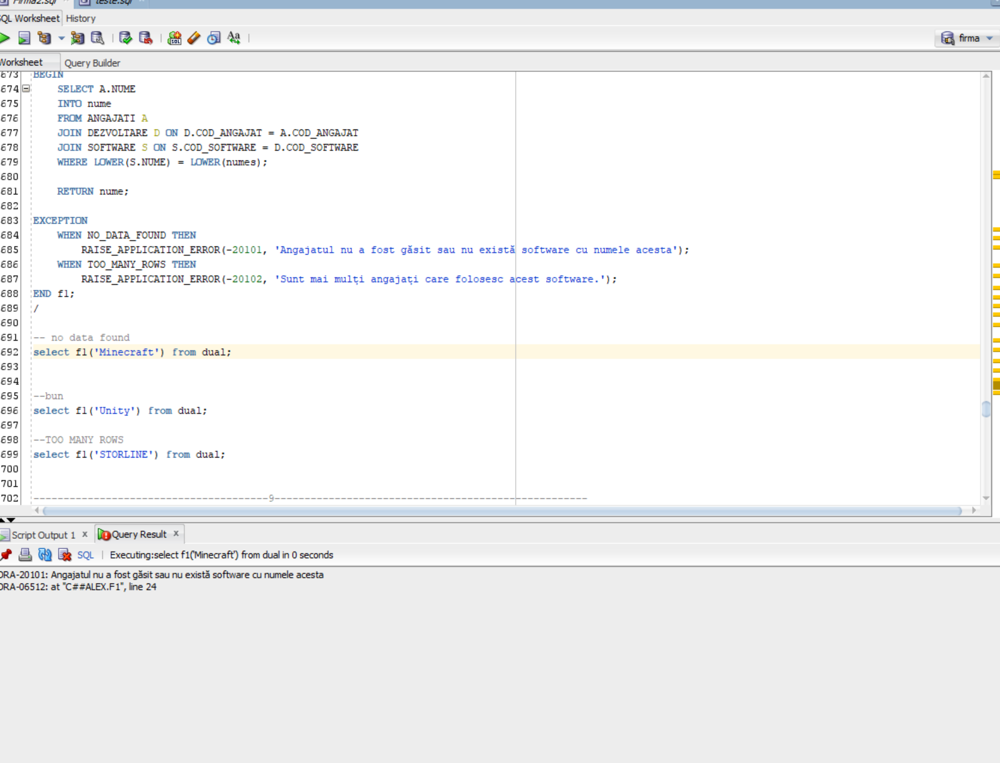 Firma2.sql teste.sql
SQL Worksheet History
firma
Worksheet Query Builder
673 BEGIN
674 SELECT A.NUME
675 INTO nume
676 FROM ANGAJATI A
677 JOIN DEZVOLTARE D ON D.COD_ANGAJAT = A.COD_ANGAJAT
678 JOIN SOFTWARE S ON S.COD_SOFTWARE = D.COD_SOFTWARE
679 WHERE LOWER(S.NUME) = LOWER(numes);
680
681 RETURN nume;
682
683 EXCEPTION
684 WHEN NO_DATA_FOUND THEN
685 RAISE_APPLICATION_ERROR(-20101, 'Angajatul nu a fost găsit sau nu există software cu numele acesta');
686 WHEN TOO_MANY_ROWS THEN
687 RAISE_APPLICATION_ERROR(-20102, 'Sunt mai mulți angajați care folosesc acest software.');
688 END f1;
689 /
690
691 -- no data found
692 select f1('Minecraft') from dual;
693
694
695 --bun
696 select f1('Unity') from dual;
697
698 --TOO MANY ROWS
699 select f1('STORLINE') from dual;
700
701
702 ---------------------------------------9----------------------------------------------------
Script Output 1 x Query Result x
SQL | Executing:select f1('Minecraft') from dual in 0 seconds
ORA-20101: Angajatul nu a fost găsit sau nu există software cu numele acesta
ORA-06512: at "C##ALEX.F1", line 24